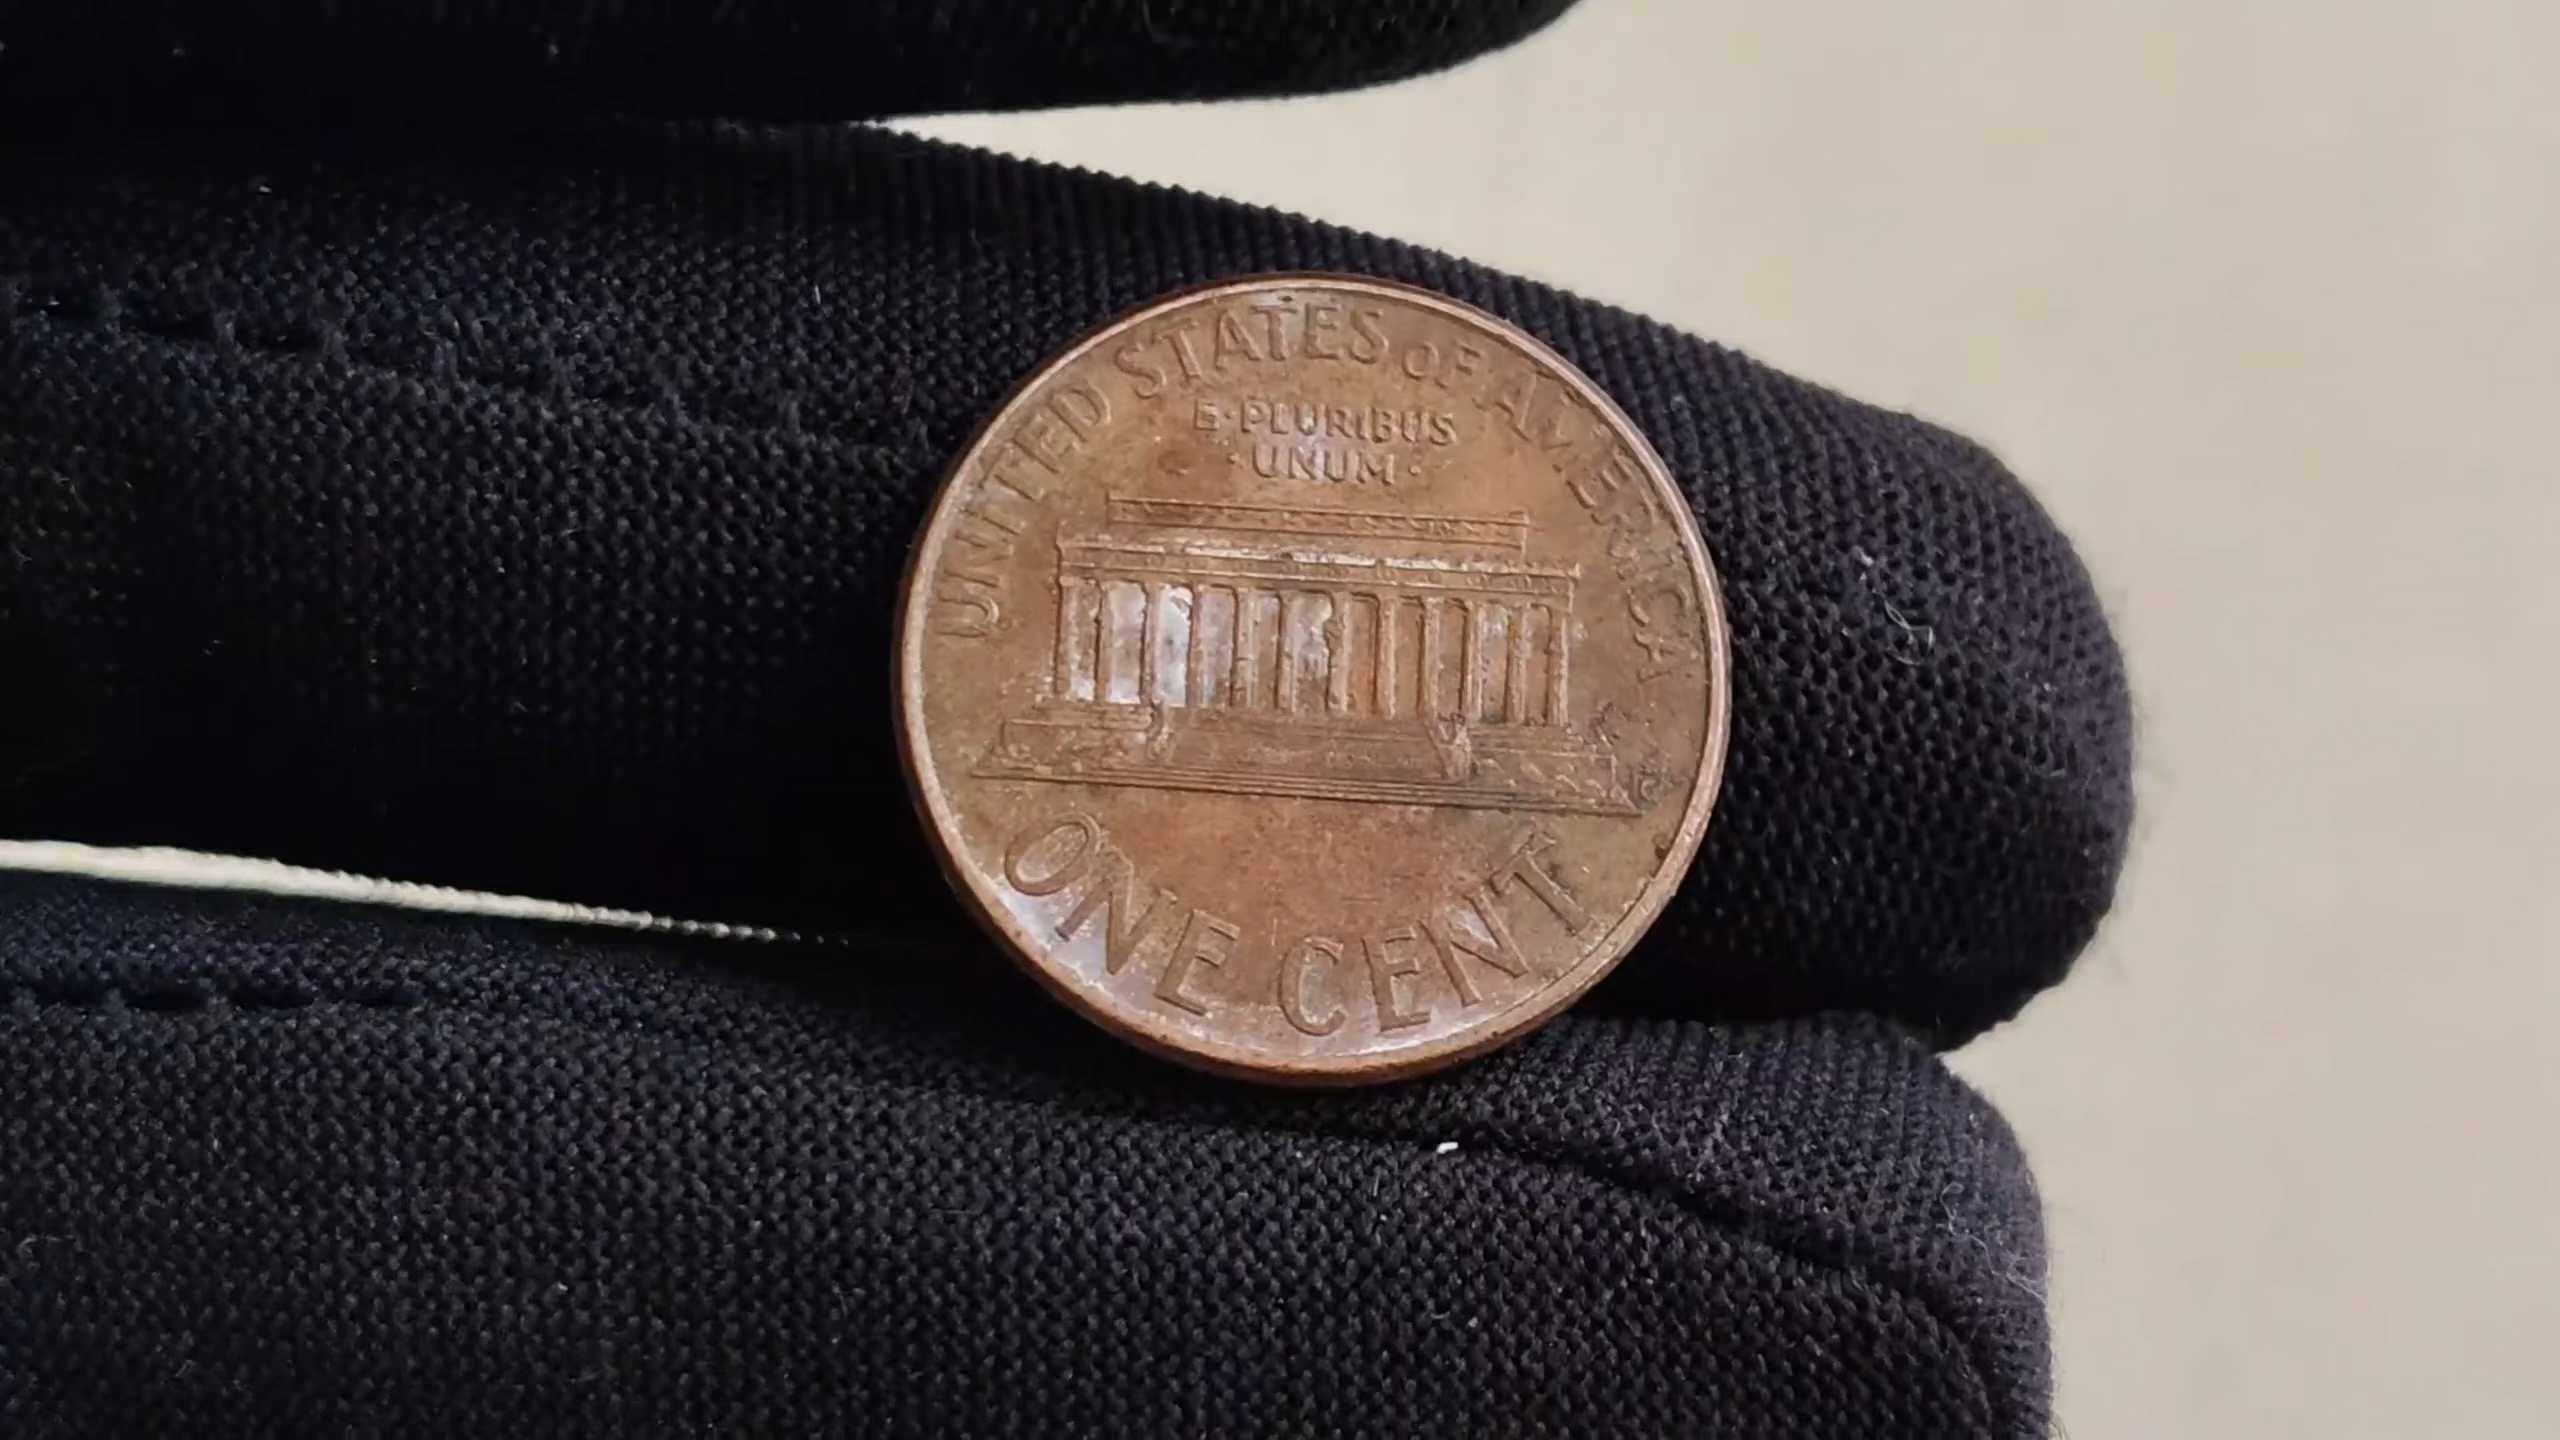 UNITED STATES OF AMERICA
E·PLURIBUS
·UNUM·
ONE CENT